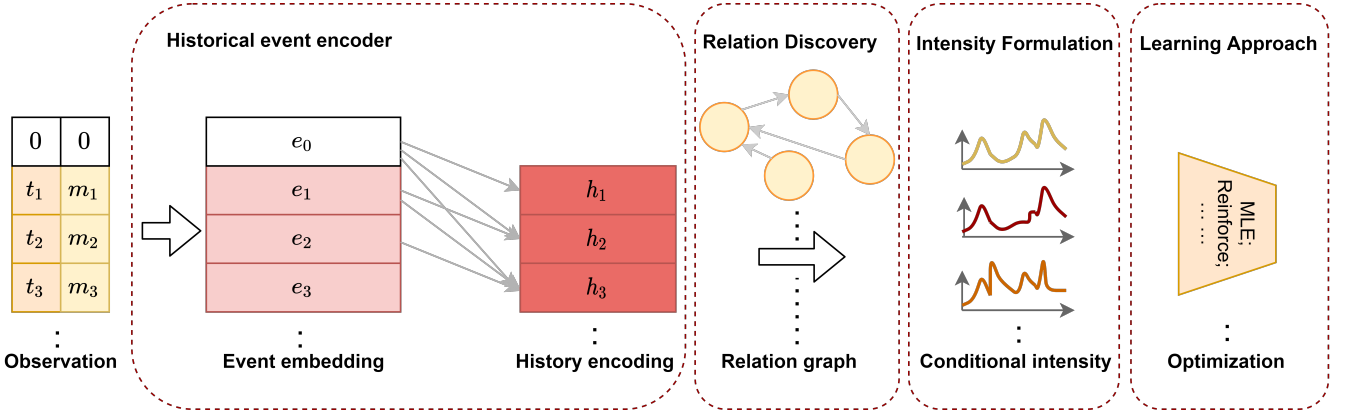 Historical event encoder
Relation Discovery
Intensity Formulation
Learning Approach
0 0
t₁ m₁
t₂ m₂
t₃ m₃
e₀
e₁
e₂
e₃
h₁
h₂
h₃
MLE;
Reinforce;
... ...
Observation
Event embedding
History encoding
Relation graph
Conditional intensity
Optimization